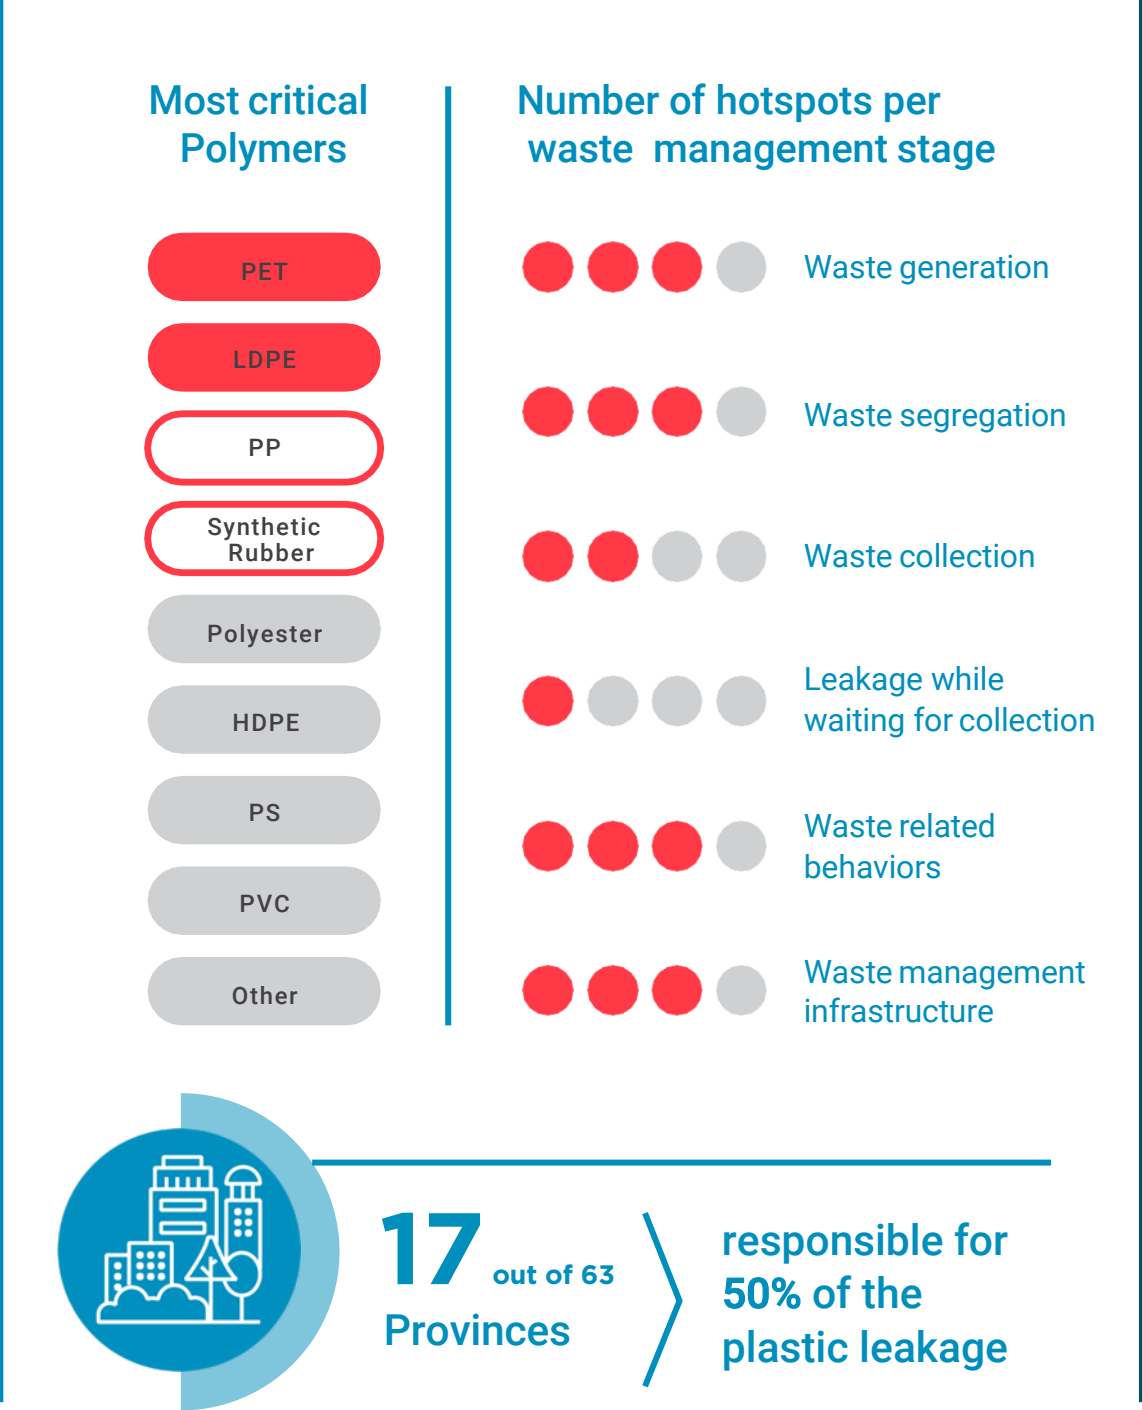 Most critical
Polymers
PET
LDPE
PP
Synthetic
Rubber
Polyester
HDPE
PS
PVC
Other
Number of hotspots per
waste management stage
Waste generation
Waste segregation
Waste collection
Leakage while
waiting for collection
Waste related
behaviors
Waste management
infrastructure
17 out of 63
Provinces
responsible for
50% of the
plastic leakage